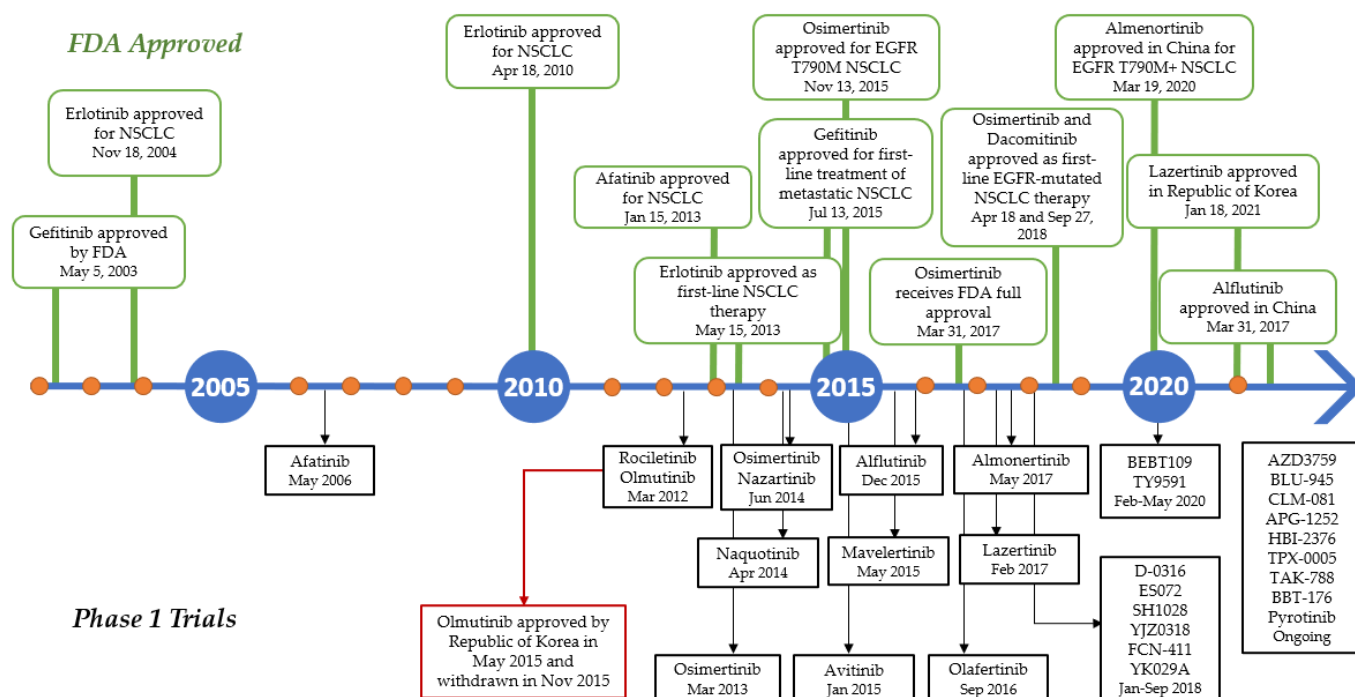 FDA Approved
Erlotinib approved
for NSCLC
Nov 18, 2004
Gefitinib approved
by FDA
May 5, 2003
Erlotinib approved
for NSCLC
Apr 18, 2010
Afatinib approved
for NSCLC
Jan 15, 2013
Erlotinib approved as
first-line NSCLC
therapy
May 15, 2013
Osimertinib
approved for EGFR
T790M NSCLC
Nov 13, 2015
Gefitinib
approved for first-
line treatment of
metastatic NSCLC
Jul 13, 2015
Osimertinib
receives FDA full
approval
Mar 31, 2017
Osimertinib and
Dacomitinib
approved as first-
line EGFR-mutated
NSCLC therapy
Apr 18 and Sep 27,
2018
Almenortinib
approved in China for
EGFR T790M+ NSCLC
Mar 19, 2020
Lazertinib approved
in Republic of Korea
Jan 18, 2021
Alflutinib
approved in China
Mar 31, 2017
2005
2010
2015
2020
Phase 1 Trials
Afatinib
May 2006
Rociletinib
Olmutinib
Mar 2012
Olmutinib approved by
Republic of Korea in
May 2015 and
withdrawn in Nov 2015
Osimertinib
Nazartinib
Jun 2014
Naquotinib
Apr 2014
Osimertinib
Mar 2013
Alflutinib
Dec 2015
Mavelertinib
May 2015
Avitinib
Jan 2015
Almonertinib
May 2017
Lazertinib
Feb 2017
Olafertinib
Sep 2016
BEBT109
TY9591
Feb-May 2020
D-0316
ES072
SH1028
YJZ0318
FCN-411
YK029A
Jan-Sep 2018
AZD3759
BLU-945
CLM-081
APG-1252
HBI-2376
TPX-0005
TAK-788
BBT-176
Pyrotinib
Ongoing